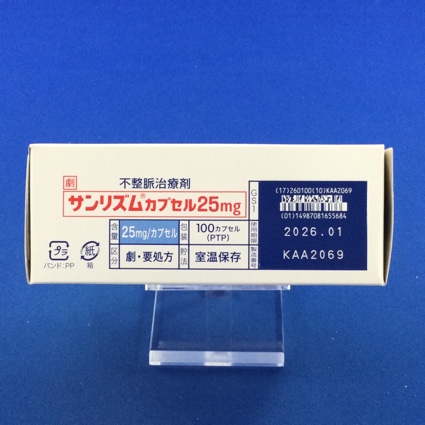 劇
不整脈治療剤
サンリズム®カプセル25mg
含量
25mg/カプセル
包装
100カプセル
(PTP)
区分
劇・要処方
貯法
室温保存
プラ
バンド:PP
紙
箱
GS1
(17)260100(10)KAA2069
(01)14987081655684
使用期限
2026.01
製造番号
KAA2069